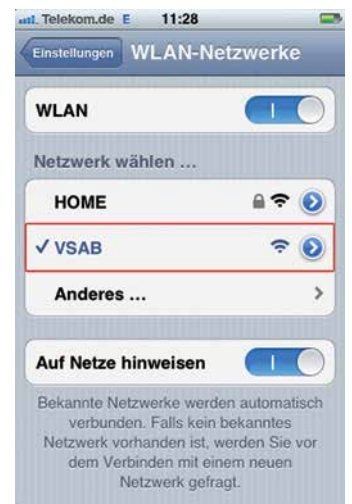 Telekom.de E 11:28
Einstellungen WLAN-Netzwerke
WLAN
Netzwerk wählen ...
HOME
✓ VSAB
Anderes ...
Auf Netze hinweisen
Bekannte Netzwerke werden automatisch
verbunden. Falls kein bekanntes
Netzwerk vorhanden ist, werden Sie vor
dem Verbinden mit einem neuen
Netzwerk gefragt.